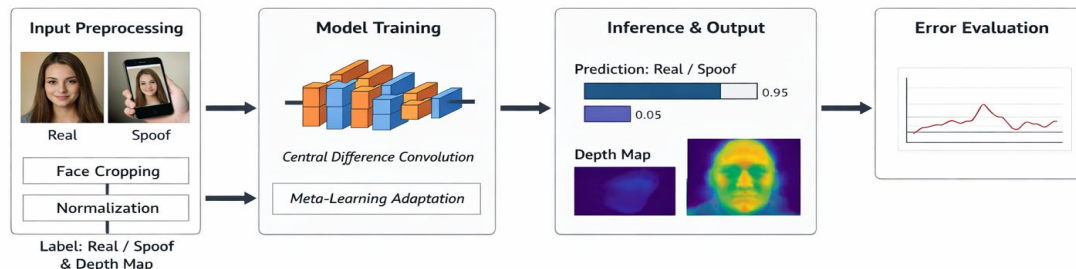 Input Preprocessing
Real
Spoof
Face Cropping
Normalization
Label: Real / Spoof
& Depth Map
Model Training
Central Difference Convolution
Meta-Learning Adaptation
Inference & Output
Prediction: Real / Spoof
0.95
0.05
Depth Map
Error Evaluation